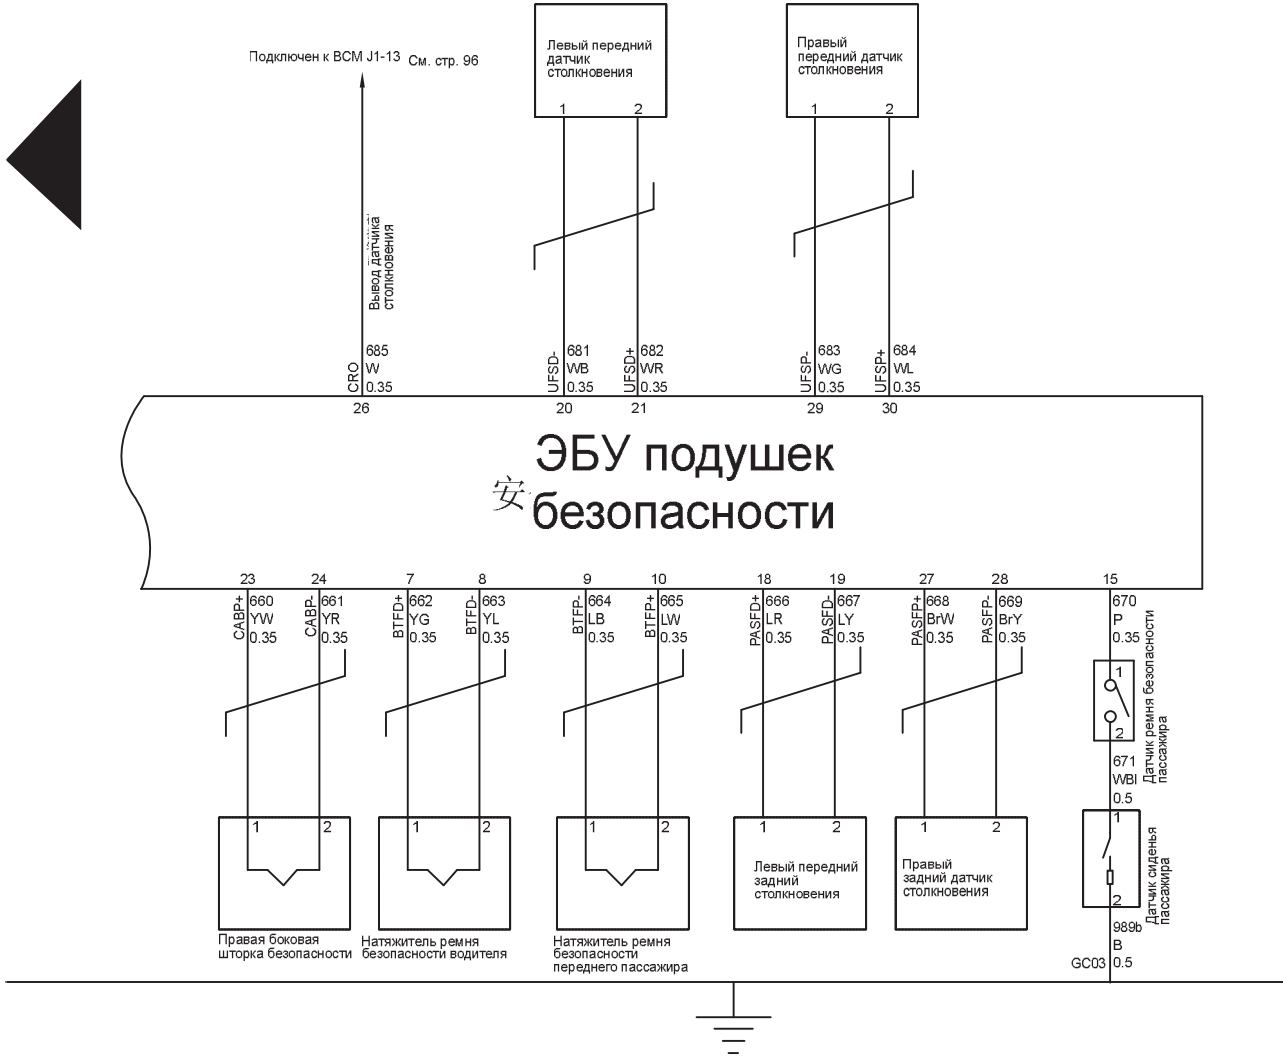 Подключен к BCM J1-13
См. стр. 96
Левый передний
датчик
столкновения
1 2
Правый
передний датчик
столкновения
1 2
Вывод датчика
столкновения
CRO
685
W
0.35
26
UFSD-
681
WB
0.35
20
UFSD+
682
WR
0.35
21
UFSP-
683
WG
0.35
29
UFSP+
684
WL
0.35
30
ЭБУ подушек
安 безопасности
23
CABP+
660
YW
0.35
24
CABP-
661
YR
0.35
7
BTFD+
662
YG
0.35
8
BTFD-
663
YL
0.35
9
BTFP-
664
LB
0.35
10
BTFP+
665
LW
0.35
18
PASFD+
666
LR
0.35
19
PASFD-
667
LY
0.35
27
PASFP+
668
BrW
0.35
28
PASFP-
669
BrY
0.35
15
670
P
0.35
1
2
Датчик ремня безопасности
пассажира
671
WBl
0.5
1
2
Датчик сиденья
пассажира
989b
B
0.5
GC03
1 2
Правая боковая
шторка безопасности
1 2
Натяжитель ремня
безопасности водителя
1 2
Натяжитель ремня
безопасности
переднего пассажира
1 2
Левый передний
задний
столкновения
1 2
Правый
задний датчик
столкновения